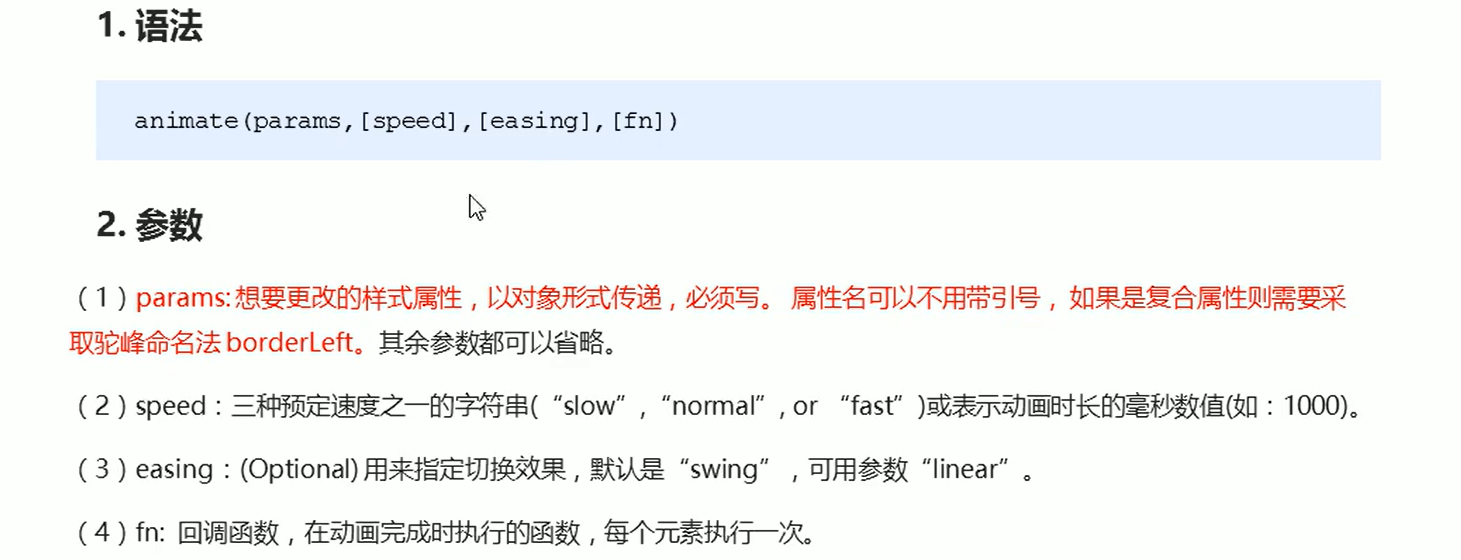 1. 语法
animate(params,[speed],[easing],[fn])
2. 参数
（1）params: 想要更改的样式属性，以对象形式传递，必须写。 属性名可以不用带引号， 如果是复合属性则需要采
取驼峰命名法 borderLeft。其余参数都可以省略。
（2）speed：三种预定速度之一的字符串(“slow”,“normal”, or “fast”)或表示动画时长的毫秒数值(如：1000)。
（3）easing：(Optional) 用来指定切换效果，默认是“swing”，可用参数“linear”。
（4）fn: 回调函数，在动画完成时执行的函数，每个元素执行一次。